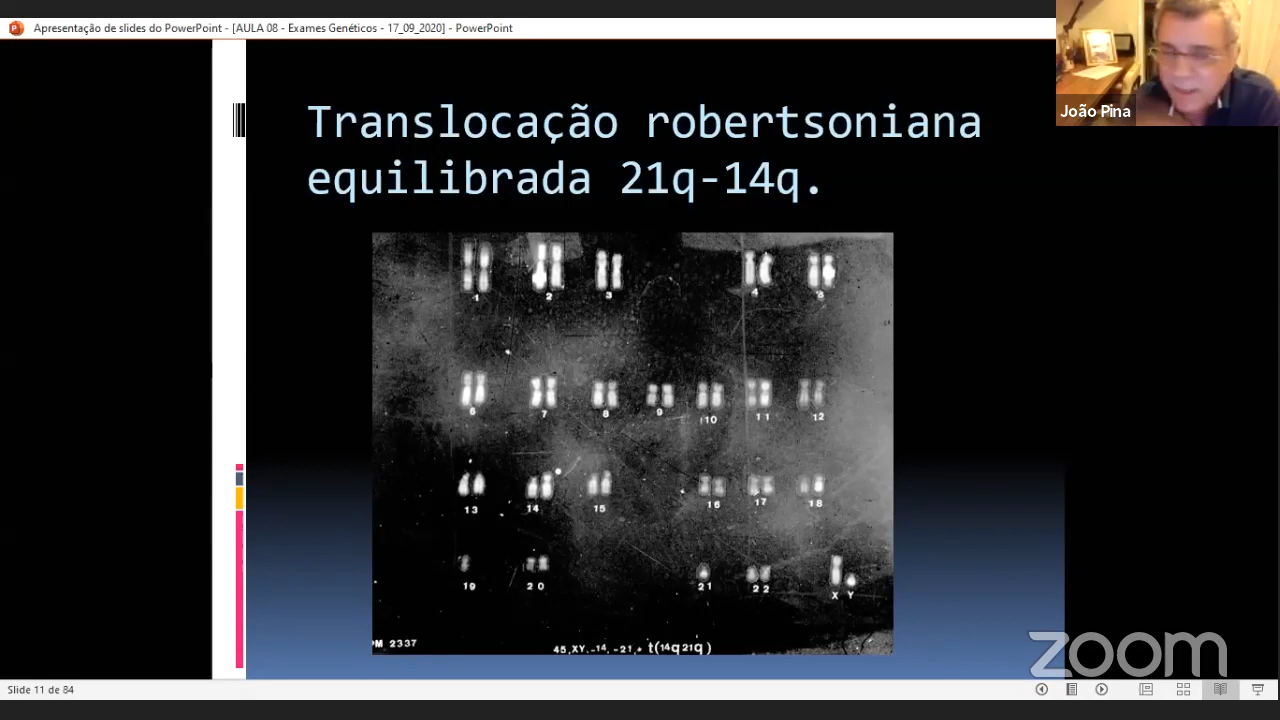 Apresentação de slides do PowerPoint - [AULA 08 - Exames Genéticos - 17_09_2020] - PowerPoint
João Pina
Translocação robertsoniana
equilibrada 21q-14q.
1 2 3 4 5
6 7 8 9 10 11 12
13 14 15 16 17 18
19 20 21 22 X Y
PM 2337 45,XY,-14,-21,+ t(14q21q)
zoom
Slide 11 de 84